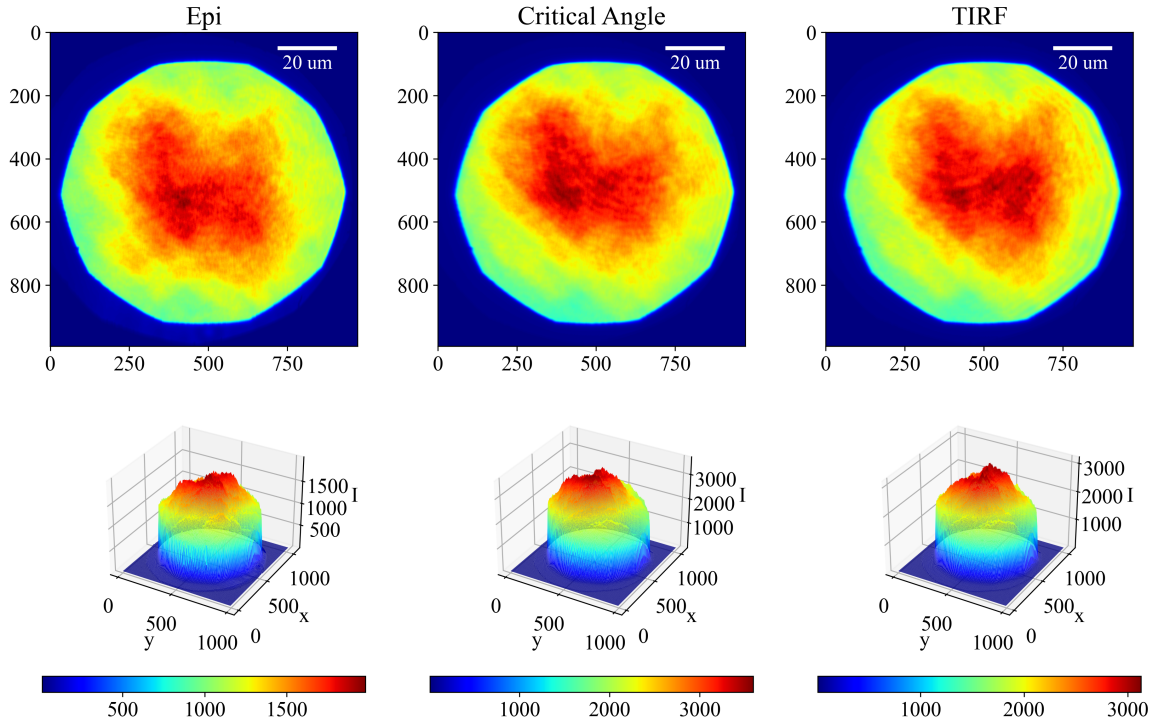 Epi Critical Angle TIRF
0 0 0
20 um 20 um 20 um
200 200 200
400 400 400
600 600 600
800 800 800
0 250 500 750 0 250 500 750 0 250 500 750
1500 1000 500 I 3000 2000 1000 I 3000 2000 1000 I
0 500 1000 y 0 500 1000 x 0 500 1000 y 0 500 1000 x 0 500 1000 y 0 500 1000 x
500 1000 1500 1000 2000 3000 1000 2000 3000